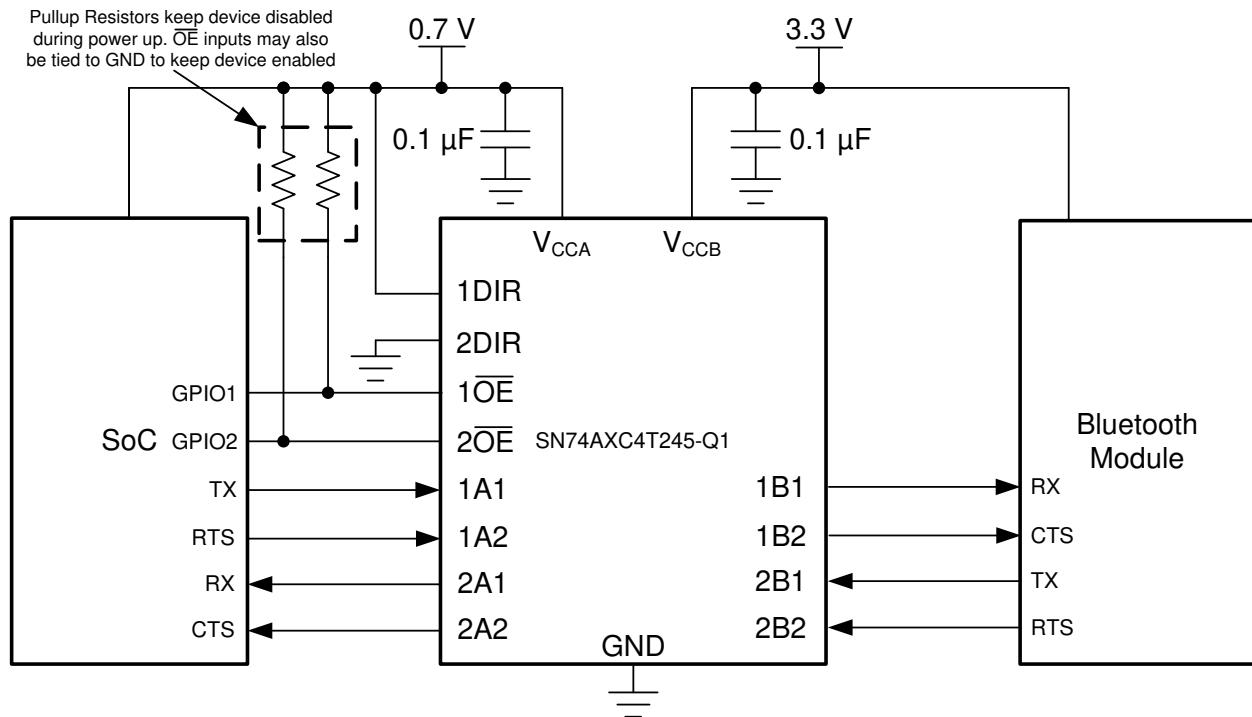 Pullup Resistors keep device disabled
during power up. O̅E̅ inputs may also
be tied to GND to keep device enabled
0.7 V
3.3 V
0.1 µF
0.1 µF
VCCA
VCCB
1DIR
2DIR
GPIO1
1O̅E̅
SoC
GPIO2
2O̅E̅
SN74AXC4T245-Q1
Bluetooth
Module
TX
1A1
1B1
RX
RTS
1A2
1B2
CTS
RX
2A1
2B1
TX
CTS
2A2
2B2
RTS
GND